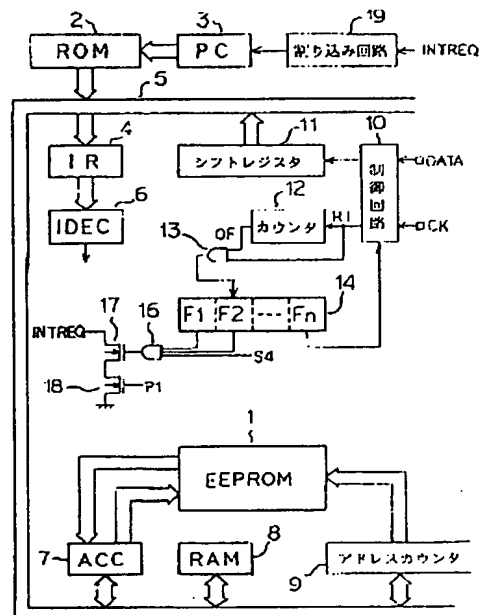 2
3
19
ROM
PC
割り込み回路
INTREQ
5
4
11
10
IR
シフトレジスタ
制御回路
DATA
6
12
IDEC
カウンタ
CK
13
OF
14
F1 F2 --- Fn
INTREQ
17
16
S4
18
P1
1
EEPROM
7
ACC
RAM
8
アドレスカウンタ
9